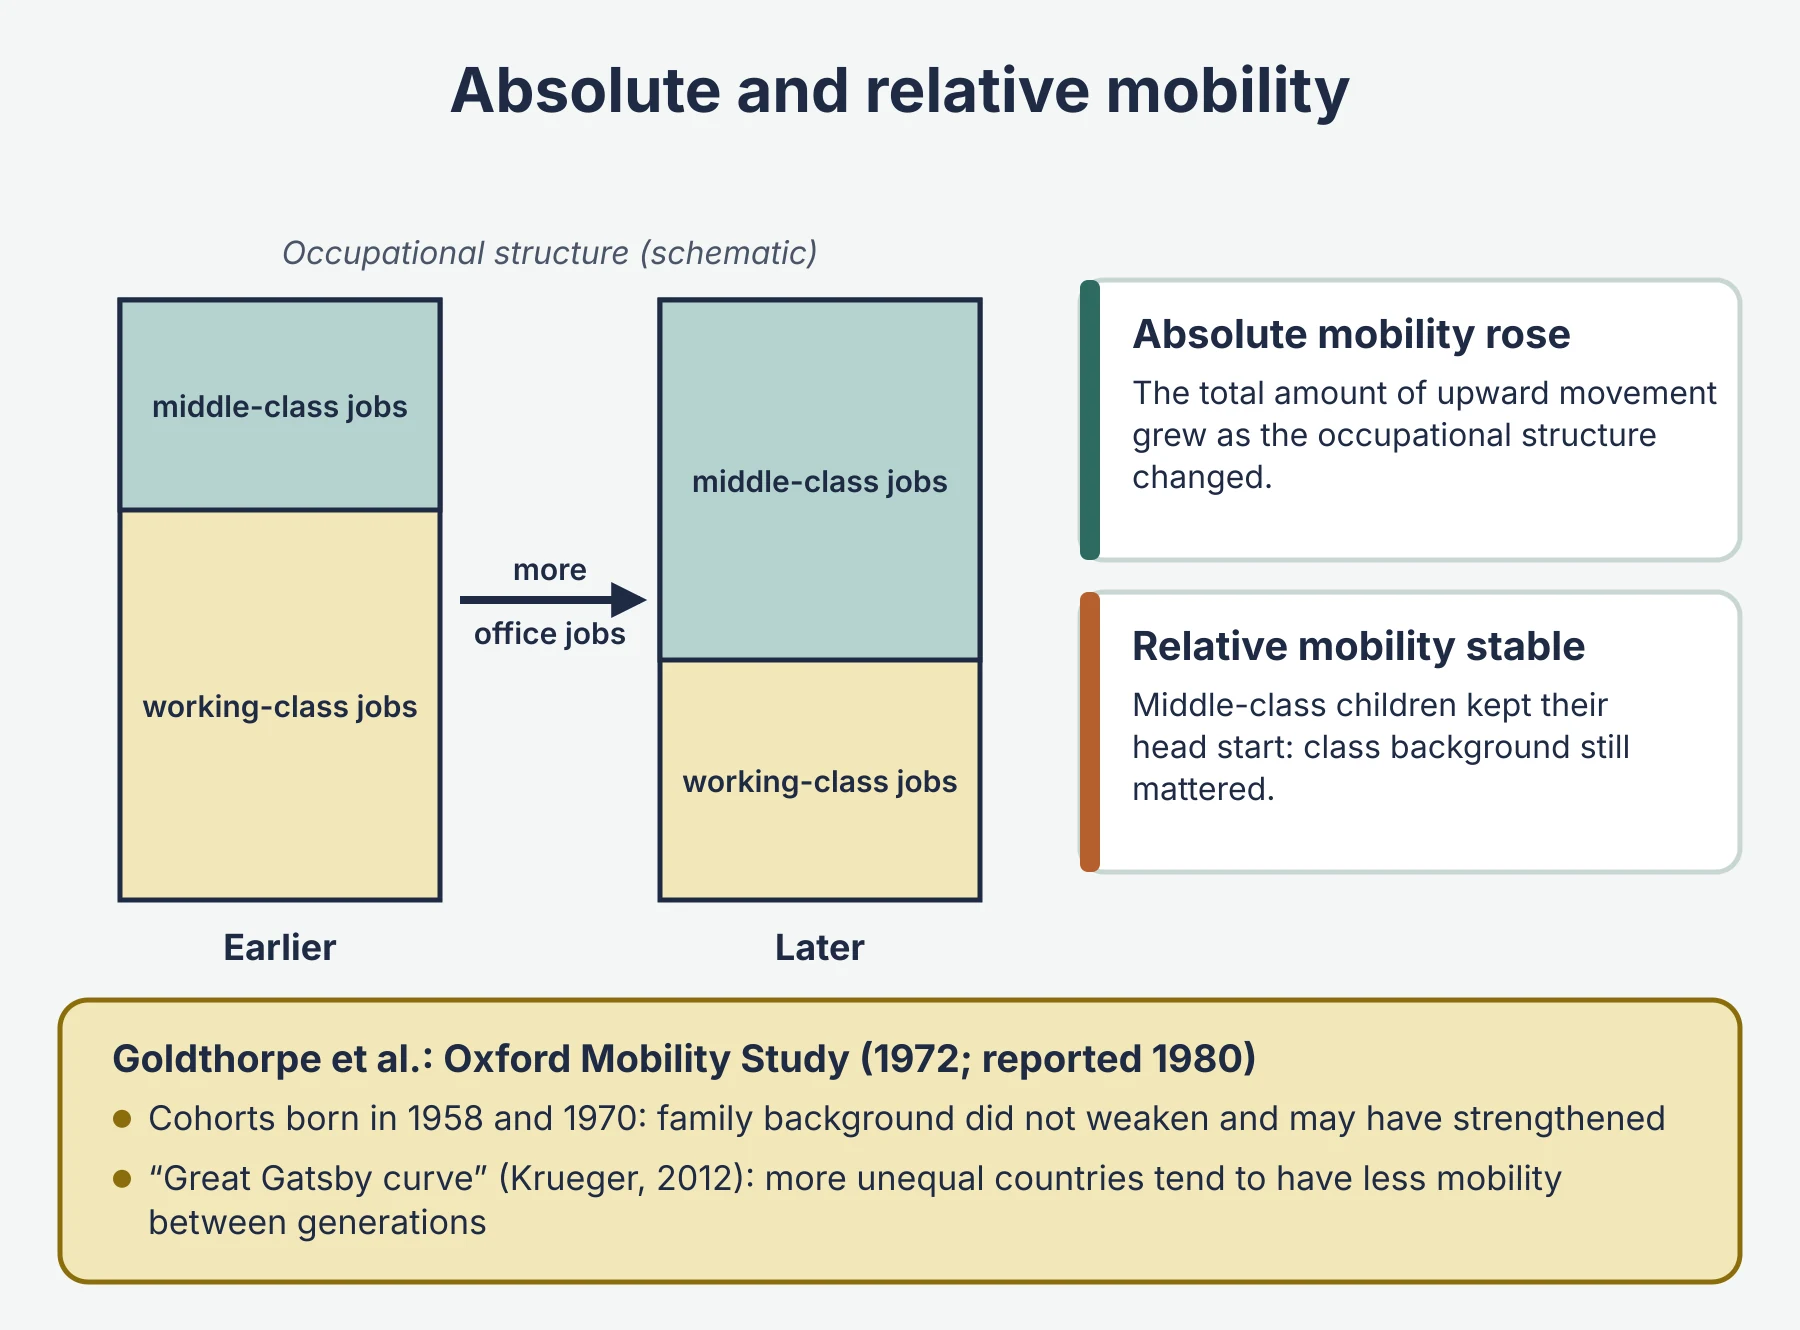 Absolute and relative mobility
Occupational structure (schematic)
middle-class jobs
working-class jobs
Earlier
more
office jobs
middle-class jobs
working-class jobs
Later
Absolute mobility rose
The total amount of upward movement
grew as the occupational structure
changed.
Relative mobility stable
Middle-class children kept their
head start: class background still
mattered.
Goldthorpe et al.: Oxford Mobility Study (1972; reported 1980)
● Cohorts born in 1958 and 1970: family background did not weaken and may have strengthened
● “Great Gatsby curve” (Krueger, 2012): more unequal countries tend to have less mobility
between generations